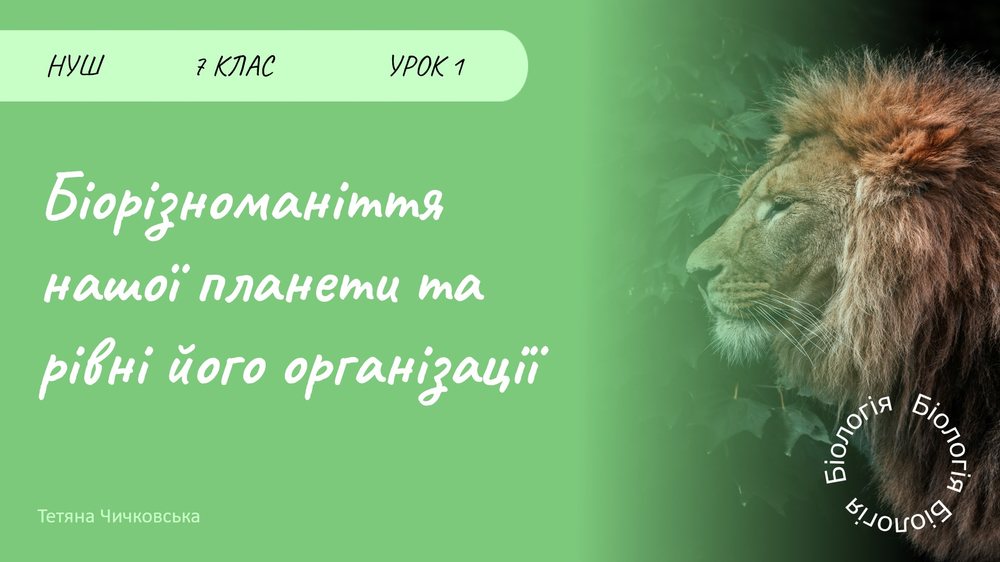 НУШ 7 КЛАС УРОК 1
Біорізноманіття
нашої планети та
рівні його організації
Тетяна Чичковська
Біологія Біологія Біологія